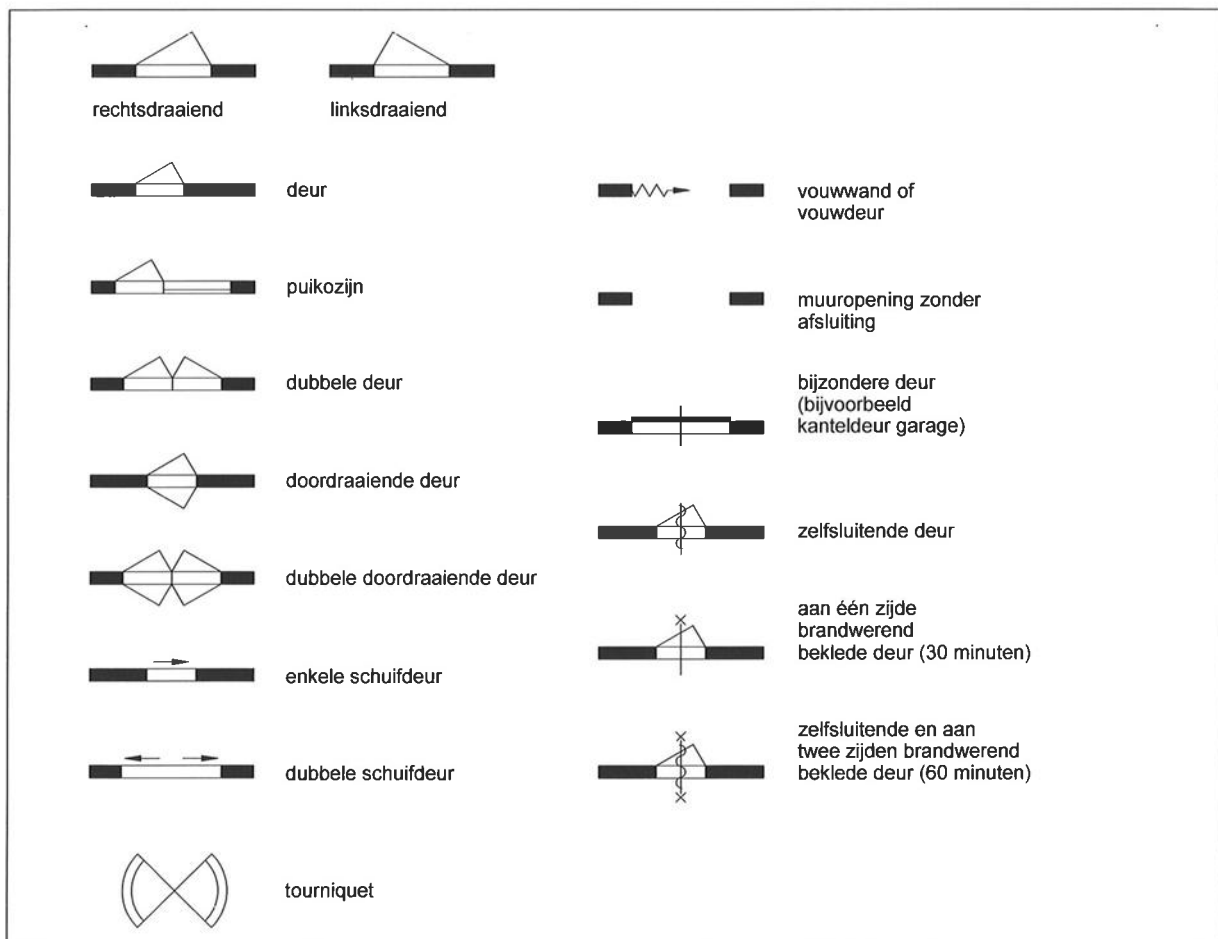 rechtsdraaiend
linksdraaiend
deur
puikozijn
dubbele deur
doordraaiende deur
dubbele doordraaiende deur
enkele schuifdeur
dubbele schuifdeur
tourniquet
vouwwand of
vouwdeur
muuropening zonder
afsluiting
bijzondere deur
(bijvoorbeeld
kanteldeur garage)
zelfsluitende deur
aan één zijde
brandwerend
beklede deur (30 minuten)
zelfsluitende en aan
twee zijden brandwerend
beklede deur (60 minuten)